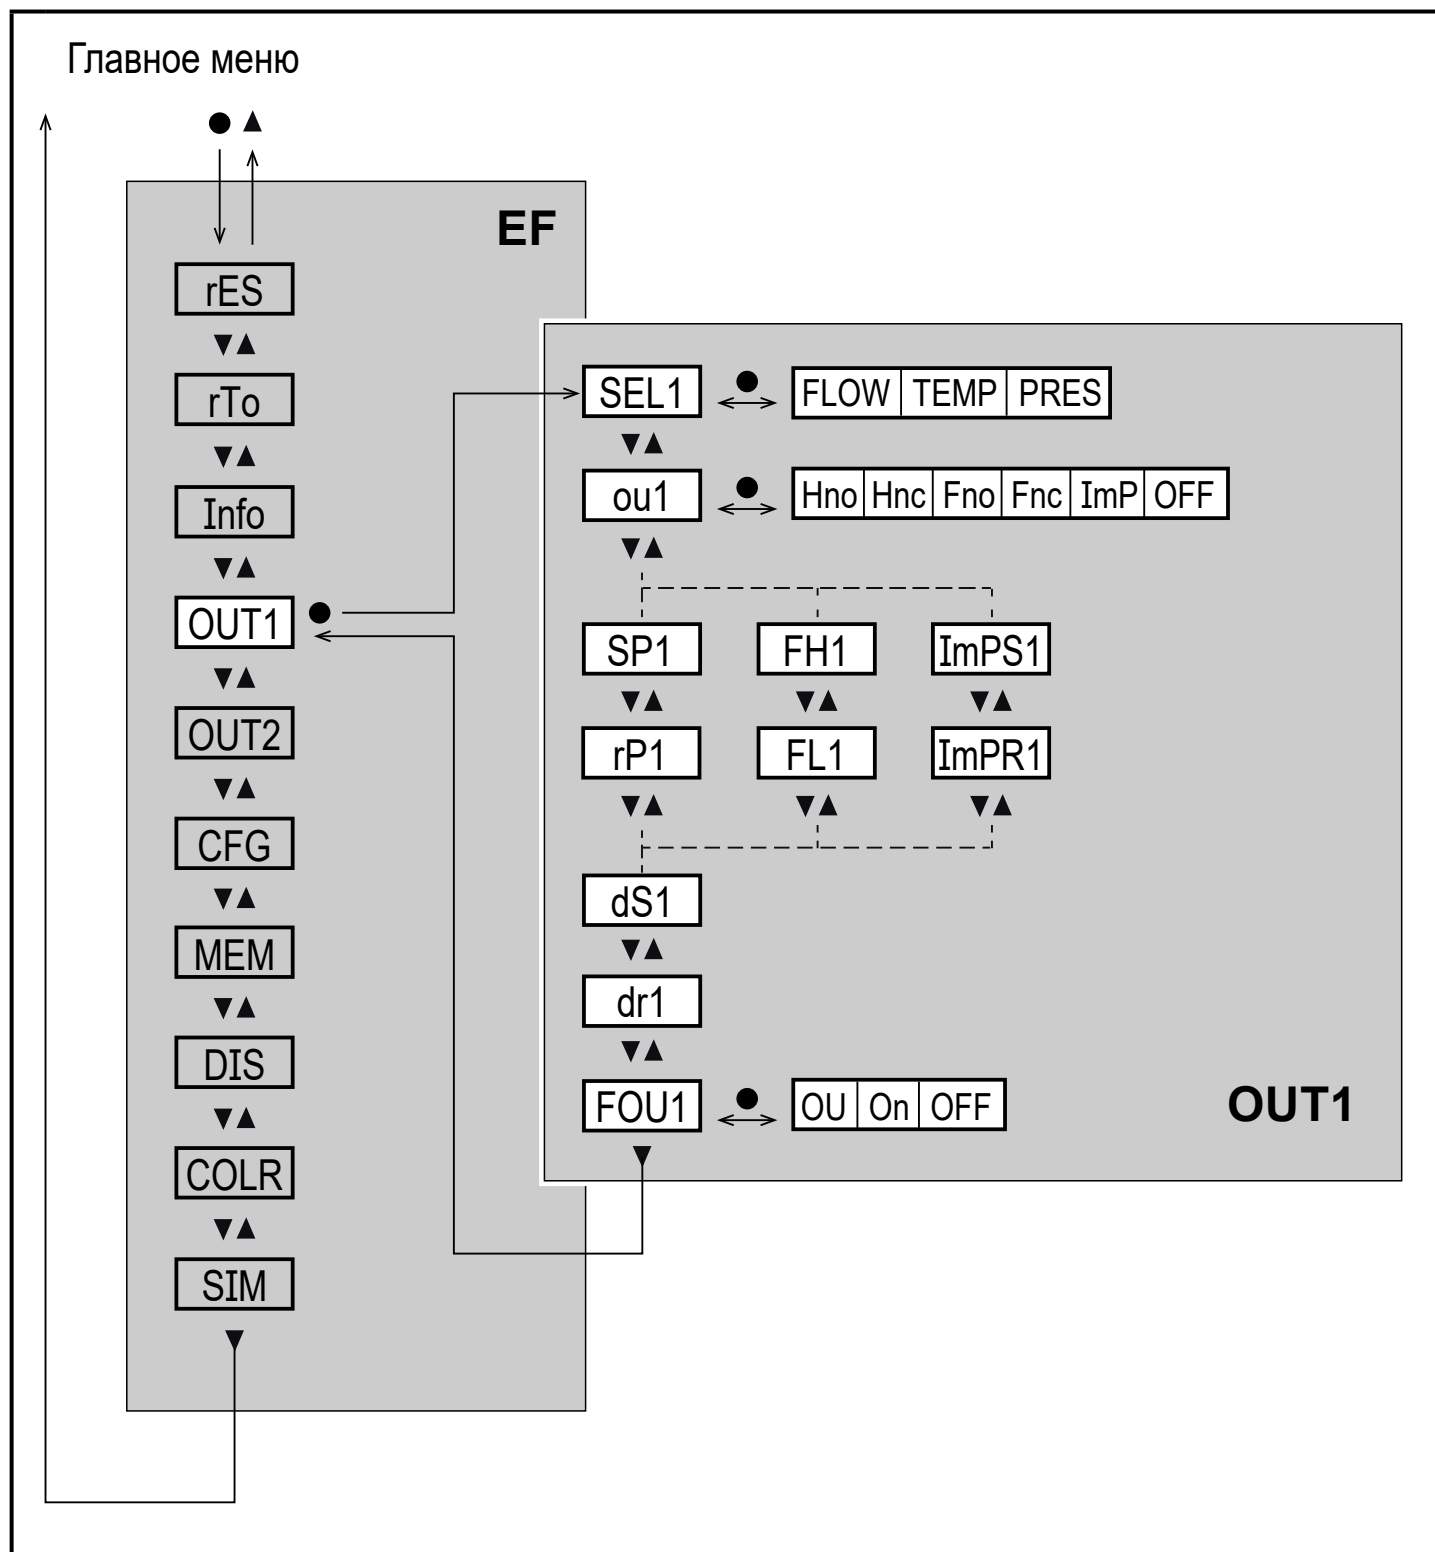 Главное меню
EF
rES
rTo
Info
OUT1
OUT2
CFG
MEM
DIS
COLR
SIM
SEL1 FLOW TEMP PRES
ou1 Hno Hnc Fno Fnc ImP OFF
SP1 FH1 ImPS1
rP1 FL1 ImPR1
dS1
dr1
FOU1 OU On OFF
OUT1